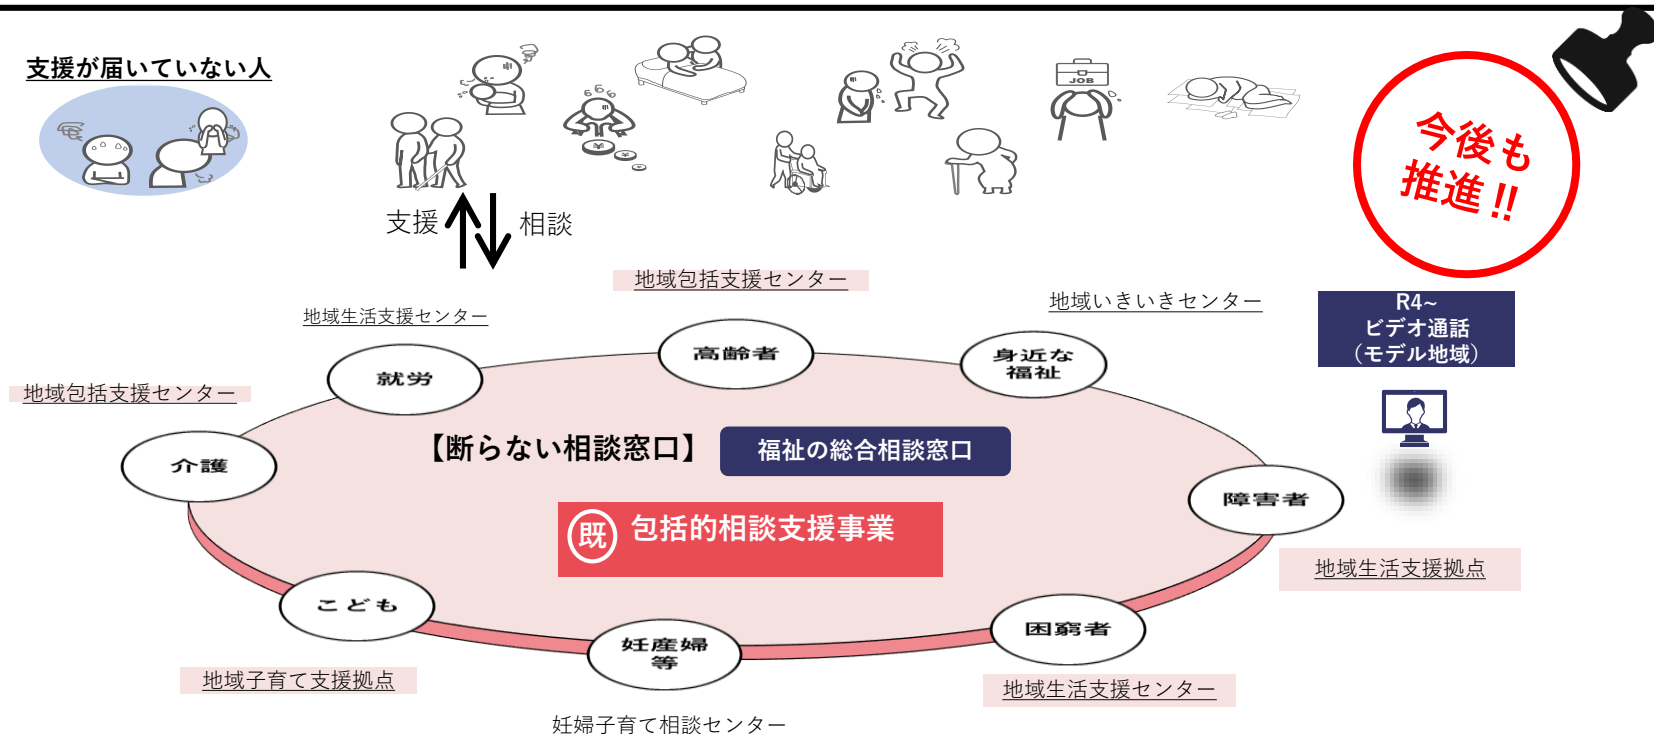 支援が届いていない人
JOB
¥
¥
¥
今後も
推進!!
支援
相談
地域包括支援センター
地域いきいきセンター
地域生活支援センター
R4~
ビデオ通話
（モデル地域）
高齢者
身近な
福祉
就労
地域包括支援センター
【断らない相談窓口】
福祉の総合相談窓口
介護
障害者
既 包括的相談支援事業
地域生活支援拠点
こども
困窮者
妊産婦
等
地域子育て支援拠点
地域生活支援センター
妊婦子育て相談センター